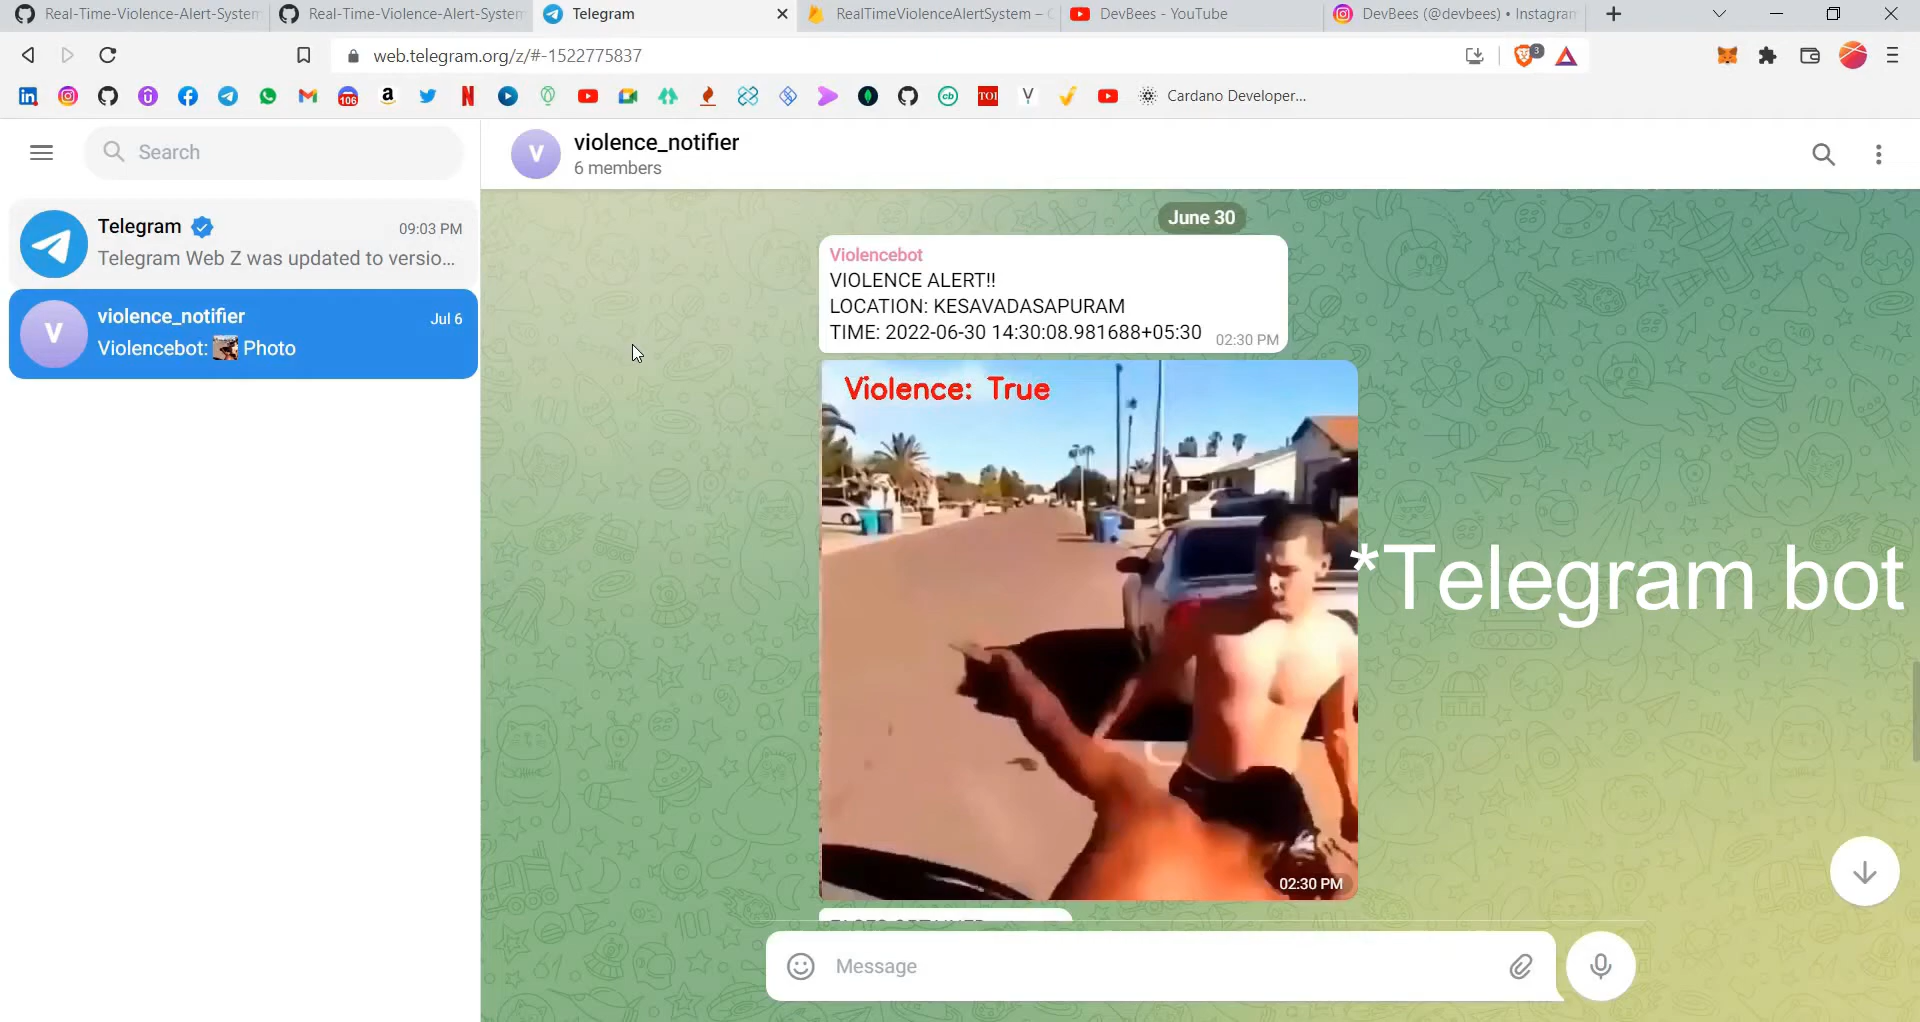 Real-Time-Violence-Alert-System
Real-Time-Violence-Alert-System
Telegram
RealTimeViolenceAlertSystem –
DevBees - YouTube
DevBees (@devbees) • Instagram
web.telegram.org/z/#-1522775837
3
106
TOI
Cardano Developer...
Search
V
violence_notifier
6 members
Telegram
09:03 PM
Telegram Web Z was updated to versio...
V
violence_notifier
Jul 6
Violencebot: Photo
June 30
Violencebot
VIOLENCE ALERT!!
LOCATION: KESAVADASAPURAM
TIME: 2022-06-30 14:30:08.981688+05:30
02:30 PM
Violence: True
*Telegram bot
02:30 PM
Message